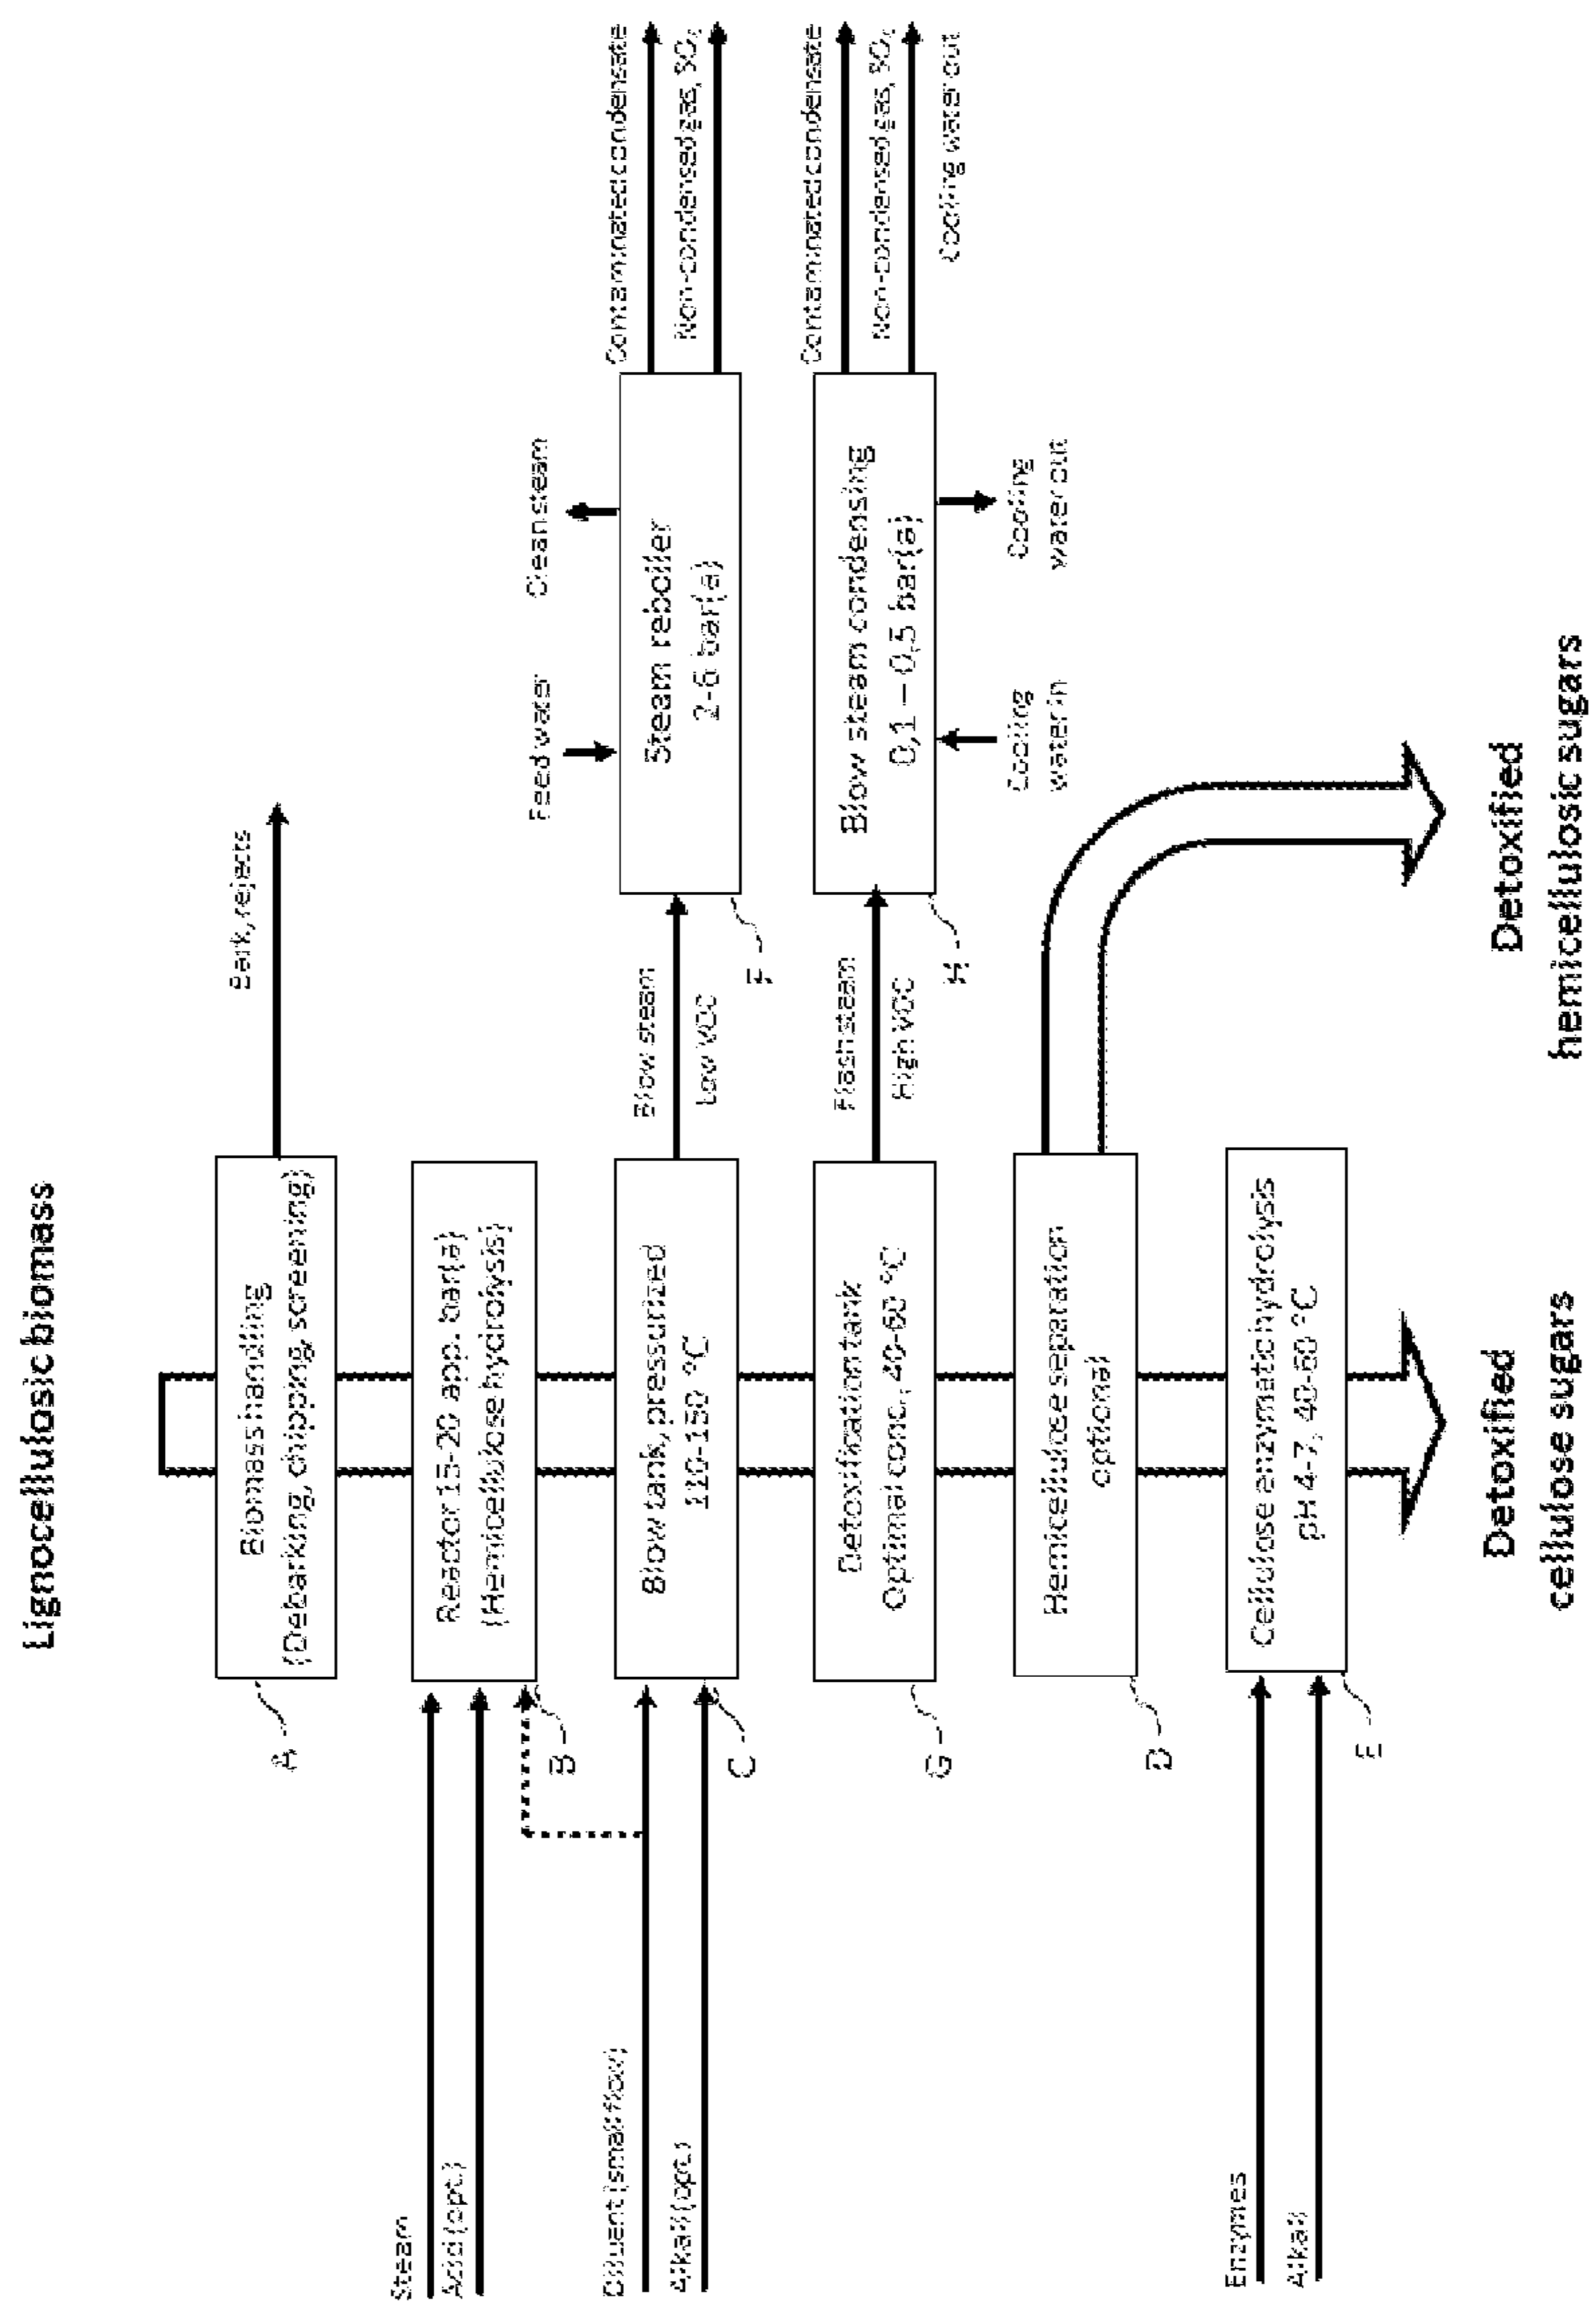 Lignocellulosic biomass
Biomass handling
(Debarking, chipping, screening)
A
Bark, rejects
Steam
Acid (opt.)
Reactor 15-20 app. bar(a)
(Hemicellulose hydrolysis)
B
Diluent (small flow)
Alkali (opt.)
Blow tank, pressurized
C
Blow steam
Low VOC
Feed water
Clean steam
Steam reboiler
2-6 bar(a)
F
Contaminated condensate
Non-condensed gas, SO₂
Detoxification tank
Optimal conc., 40-60 °C
G
Flash steam
High VOC
Blow steam condensing
0,1 – 0,5 bar(a)
H
Cooling
water in
Cooling
water out
Contaminated condensate
Non-condensed gas, SO₂
Cooling water out
Hemicellulose separation
optional
D
Enzymes
Alkali
Cellulose enzymatic hydrolysis
pH 4-7, 40-60 °C
E
Detoxified
cellulose sugars
Detoxified
hemicellulosic sugars